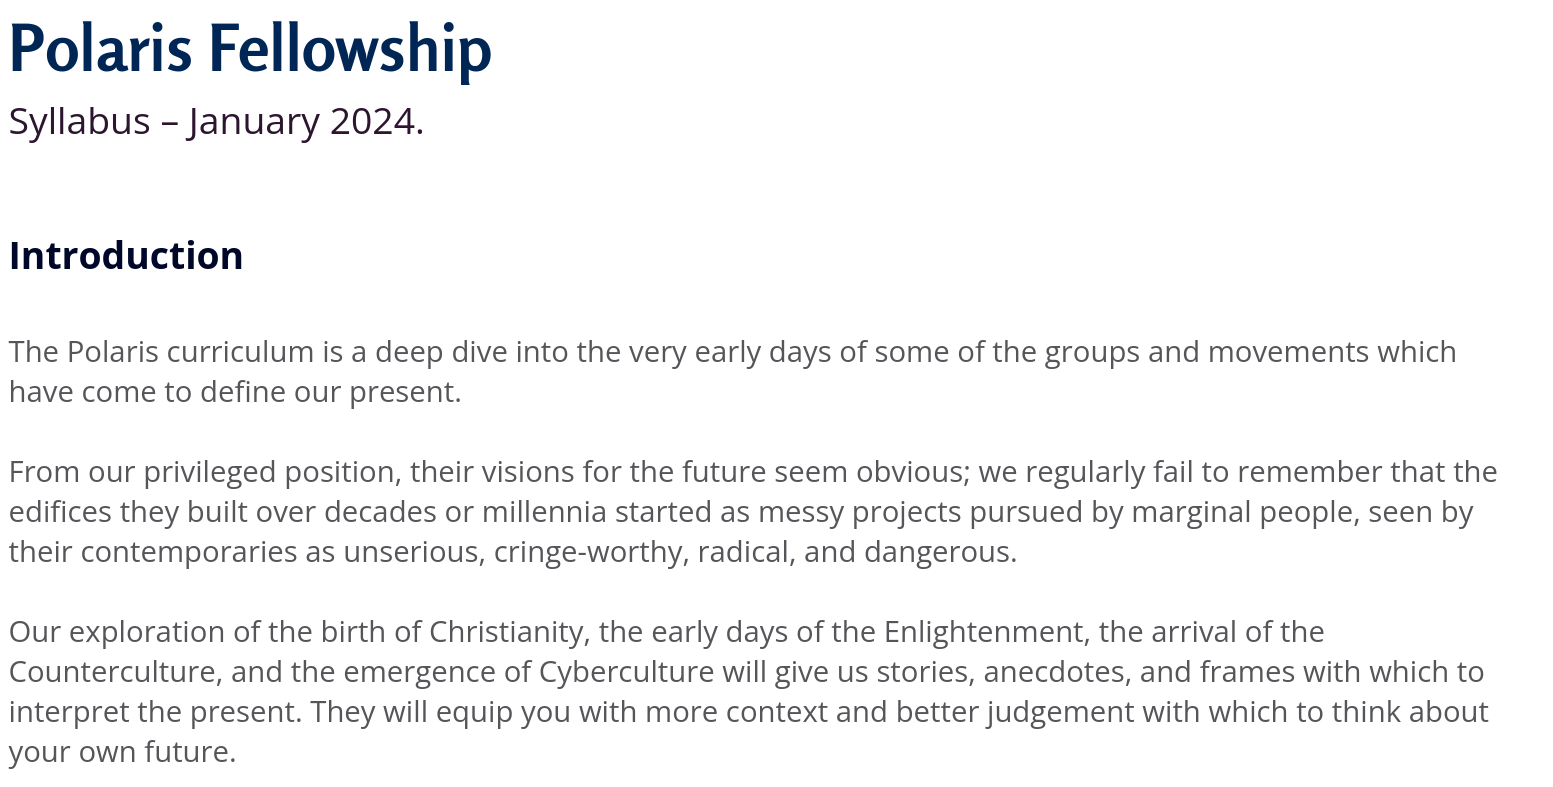 Polaris Fellowship
Syllabus – January 2024.
Introduction
The Polaris curriculum is a deep dive into the very early days of some of the groups and movements which
have come to define our present.
From our privileged position, their visions for the future seem obvious; we regularly fail to remember that the
edifices they built over decades or millennia started as messy projects pursued by marginal people, seen by
their contemporaries as unserious, cringe-worthy, radical, and dangerous.
Our exploration of the birth of Christianity, the early days of the Enlightenment, the arrival of the
Counterculture, and the emergence of Cyberculture will give us stories, anecdotes, and frames with which to
interpret the present. They will equip you with more context and better judgement with which to think about
your own future.